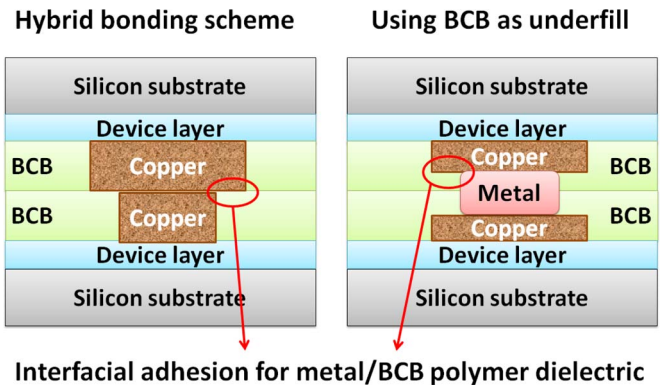 Hybrid bonding scheme
Silicon substrate
Device layer
BCB
Copper
BCB
Copper
Device layer
Silicon substrate
Using BCB as underfill
Silicon substrate
Device layer
Copper
BCB
Metal
BCB
Copper
Device layer
Silicon substrate
Interfacial adhesion for metal/BCB polymer dielectric